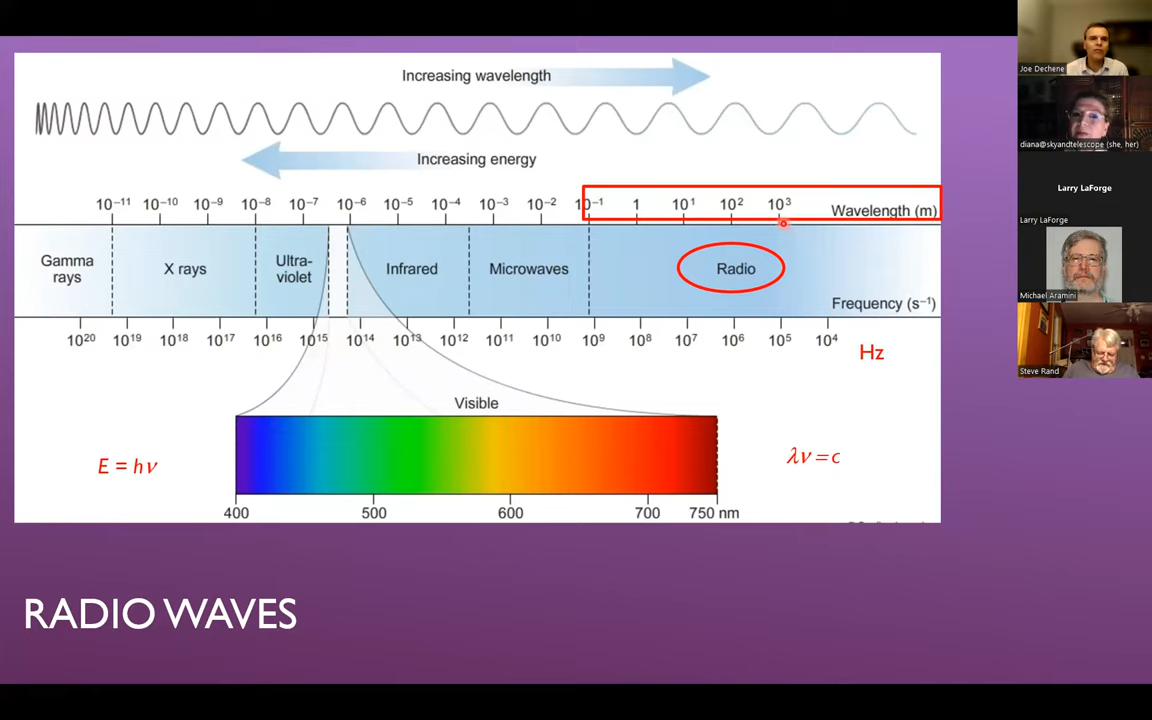 Increasing wavelength
Increasing energy
10⁻¹¹ 10⁻¹⁰ 10⁻⁹ 10⁻⁸ 10⁻⁷ 10⁻⁶ 10⁻⁵ 10⁻⁴ 10⁻³ 10⁻² 10⁻¹ 1 10¹ 10² 10³ Wavelength (m)
Gamma
rays
X rays
Ultra-
violet
Infrared
Microwaves
Radio
Frequency (s⁻¹)
10²⁰ 10¹⁹ 10¹⁸ 10¹⁷ 10¹⁶ 10¹⁵ 10¹⁴ 10¹³ 10¹² 10¹¹ 10¹⁰ 10⁹ 10⁸ 10⁷ 10⁶ 10⁵ 10⁴
Hz
Visible
E = hν
λν = c
400 500 600 700 750 nm
RADIO WAVES
Joe Dechene
diana@skyandtelescope (she, her)
Larry LaForge
Larry LaForge
Michael Aramini
Steve Rand